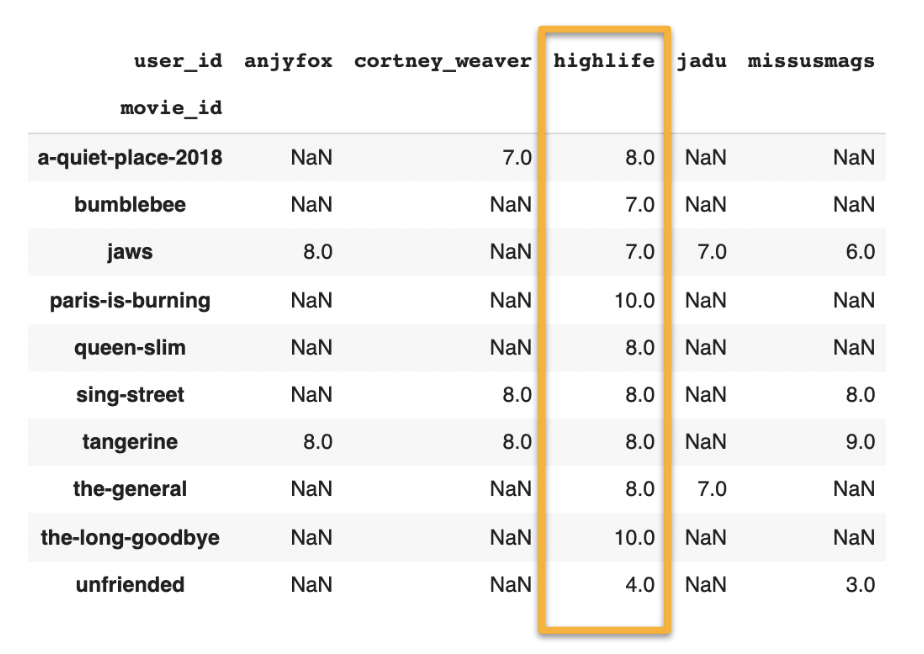 user_id anjyfox cortney_weaver highlife jadu missusmags
movie_id
a-quiet-place-2018 NaN 7.0 8.0 NaN NaN
bumblebee NaN NaN 7.0 NaN NaN
jaws 8.0 NaN 7.0 7.0 6.0
paris-is-burning NaN NaN 10.0 NaN NaN
queen-slim NaN NaN 8.0 NaN NaN
sing-street NaN 8.0 8.0 NaN 8.0
tangerine 8.0 8.0 8.0 NaN 9.0
the-general NaN NaN 8.0 7.0 NaN
the-long-goodbye NaN NaN 10.0 NaN NaN
unfriended NaN NaN 4.0 NaN 3.0